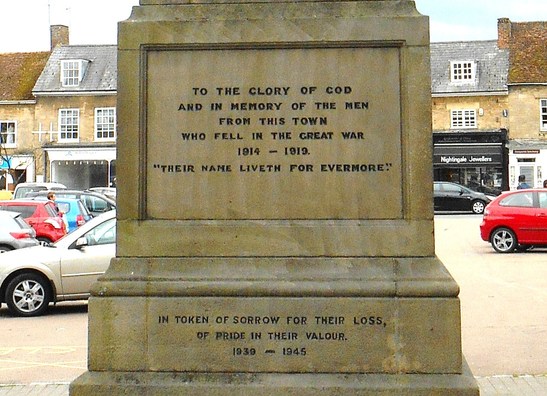 TO THE GLORY OF GOD
AND IN MEMORY OF THE MEN
FROM THIS TOWN
WHO FELL IN THE GREAT WAR
1914 — 1919.
"THEIR NAME LIVETH FOR EVERMORE."
Nightingale Jewellers
IN TOKEN OF SORROW FOR THEIR LOSS,
OF PRIDE IN THEIR VALOUR.
1939 — 1945